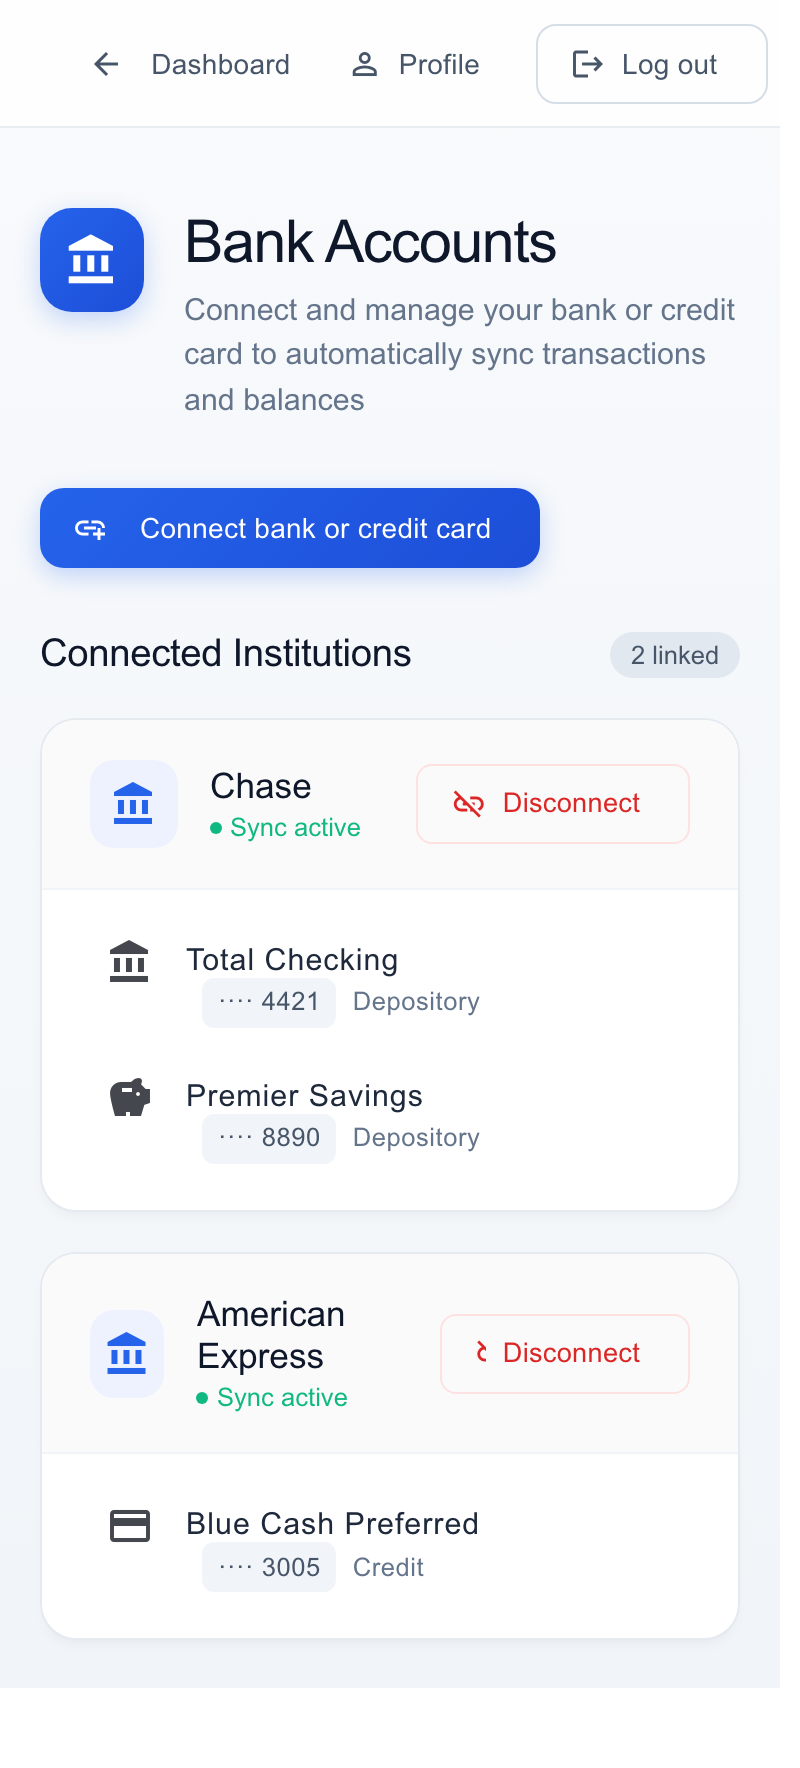 Dashboard Profile Log out
Bank Accounts
Connect and manage your bank or credit
card to automatically sync transactions
and balances
Connect bank or credit card
Connected Institutions 2 linked
Chase
Sync active
Disconnect
Total Checking
···· 4421 Depository
Premier Savings
···· 8890 Depository
American
Express
Sync active
Disconnect
Blue Cash Preferred
···· 3005 Credit